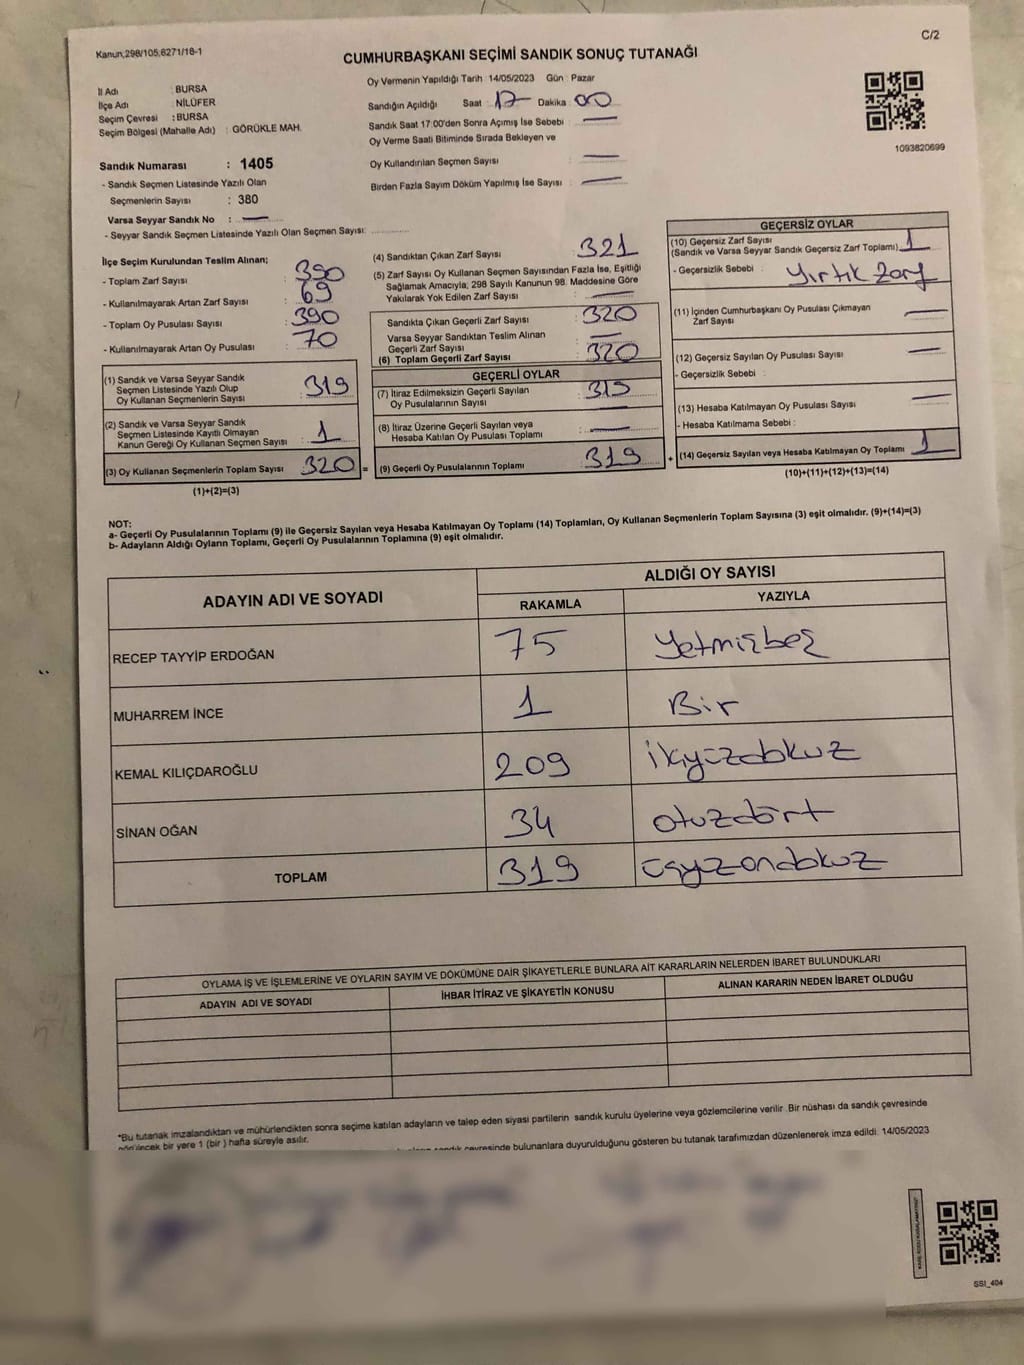 Kanun;298/105,6271/18-1
C/2
CUMHURBAŞKANI SEÇİMİ SANDIK SONUÇ TUTANAĞI
İl Adı : BURSA
İlçe Adı : NİLÜFER
Seçim Çevresi : BURSA
Seçim Bölgesi (Mahalle Adı) : GÖRÜKLE MAH.
Sandık Numarası : 1405
- Sandık Seçmen Listesinde Yazılı Olan
Seçmenlerin Sayısı : 380
Varsa Seyyar Sandık No : —
- Seyyar Sandık Seçmen Listesinde Yazılı Olan Seçmen Sayısı:
Oy Vermenin Yapıldığı Tarih 14/05/2023 Gün : Pazar
Sandığın Açıldığı Saat : 17 Dakika : 00
Sandık Saat 17:00'den Sonra Açımış İse Sebebi : —
Oy Verme Saati Bitiminde Sırada Bekleyen ve
Oy Kullandırılan Seçmen Sayısı : —
Birden Fazla Sayım Döküm Yapılmış İse Sayısı : —
1093820699
İlçe Seçim Kurulundan Teslim Alınan;
- Toplam Zarf Sayısı : 390
- Kullanılmayarak Artan Zarf Sayısı : 69
- Toplam Oy Pusulası Sayısı : 390
- Kullanılmayarak Artan Oy Pusulası : 70
(1) Sandık ve Varsa Seyyar Sandık
Seçmen Listesinde Yazılı Olup
Oy Kullanan Seçmenlerin Sayısı : 319
(2) Sandık ve Varsa Seyyar Sandık
Seçmen Listesinde Kayıtlı Olmayan
Kanun Gereği Oy Kullanan Seçmen Sayısı : 1
(3) Oy Kullanan Seçmenlerin Toplam Sayısı : 320 =
(1)+(2)=(3)
(4) Sandıktan Çıkan Zarf Sayısı : 321
(5) Zarf Sayısı Oy Kullanan Seçmen Sayısından Fazla İse, Eşitliği
Sağlamak Amacıyla; 298 Sayılı Kanunun 98. Maddesine Göre
Yakılarak Yok Edilen Zarf Sayısı : —
Sandıkta Çıkan Geçerli Zarf Sayısı : 320
Varsa Seyyar Sandıktan Teslim Alınan
Geçerli Zarf Sayısı : —
(6) Toplam Geçerli Zarf Sayısı : 320
GEÇERLİ OYLAR
(7) İtiraz Edilmeksizin Geçerli Sayılan
Oy Pusulalarının Sayısı : 319
(8) İtiraz Üzerine Geçerli Sayılan veya
Hesaba Katılan Oy Pusulası Toplamı : —
(9) Geçerli Oy Pusulalarının Toplamı : 319 +
GEÇERSİZ OYLAR
(10) Geçersiz Zarf Sayısı
(Sandık ve Varsa Seyyar Sandık Geçersiz Zarf Toplamı) : 1
- Geçersizlik Sebebi : Yırtık Zarf
(11) İçinden Cumhurbaşkanı Oy Pusulası Çıkmayan
Zarf Sayısı : —
(12) Geçersiz Sayılan Oy Pusulası Sayısı : —
- Geçersizlik Sebebi :
(13) Hesaba Katılmayan Oy Pusulası Sayısı : —
- Hesaba Katılmama Sebebi :
(14) Geçersiz Sayılan veya Hesaba Katılmayan Oy Toplamı : 1
(10)+(11)+(12)+(13)=(14)
NOT:
a- Geçerli Oy Pusulalarının Toplamı (9) ile Geçersiz Sayılan veya Hesaba Katılmayan Oy Toplamı (14) Toplamları, Oy Kullanan Seçmenlerin Toplam Sayısına (3) eşit olmalıdır. (9)+(14)=(3)
b- Adayların Aldığı Oyların Toplamı, Geçerli Oy Pusulalarının Toplamına (9) eşit olmalıdır.
ADAYIN ADI VE SOYADI
ALDIĞI OY SAYISI
RAKAMLA YAZIYLA
RECEP TAYYİP ERDOĞAN 75 Yetmişbeş
MUHARREM İNCE 1 Bir
KEMAL KILIÇDAROĞLU 209 ikiyüzdokuz
SİNAN OĞAN 34 otuzdört
TOPLAM 319 üçyüzondokuz
OYLAMA İŞ VE İŞLEMLERİNE VE OYLARIN SAYIM VE DÖKÜMÜNE DAİR ŞİKAYETLERLE BUNLARA AİT KARARLARIN NELERDEN İBARET BULUNDUKLARI
ADAYIN ADI VE SOYADI İHBAR İTİRAZ VE ŞİKAYETİN KONUSU ALINAN KARARIN NEDEN İBARET OLDUĞU
*Bu tutanak imzalandıktan ve mühürlendikten sonra seçime katılan adayların ve talep eden siyasi partilerin sandık kurulu üyelerine veya gözlemcilerine verilir. Bir nüshası da sandık çevresinde
görülecek bir yere 1 (bir) hafta süreyle asılır.
sandık çevresinde bulunanlara duyurulduğunu gösteren bu tutanak tarafımızdan düzenlenerek imza edildi. 14/05/2023
SSI_404